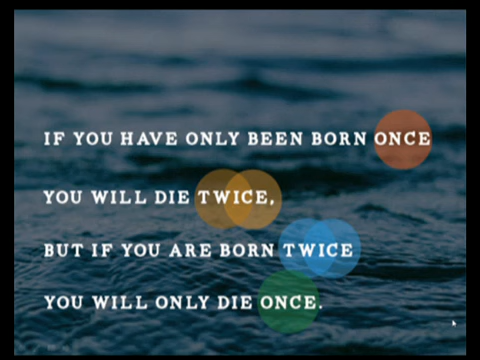 IF YOU HAVE ONLY BEEN BORN ONCE
YOU WILL DIE TWICE,
BUT IF YOU ARE BORN TWICE
YOU WILL ONLY DIE ONCE.